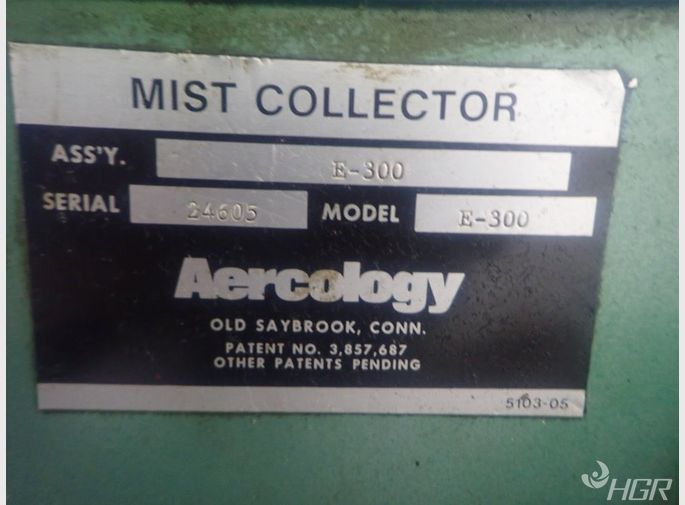 MIST COLLECTOR
ASS'Y. E-300
SERIAL 24605 MODEL E-300
Aercology
OLD SAYBROOK, CONN.
PATENT NO. 3,857,687
OTHER PATENTS PENDING
5103-05
HGR